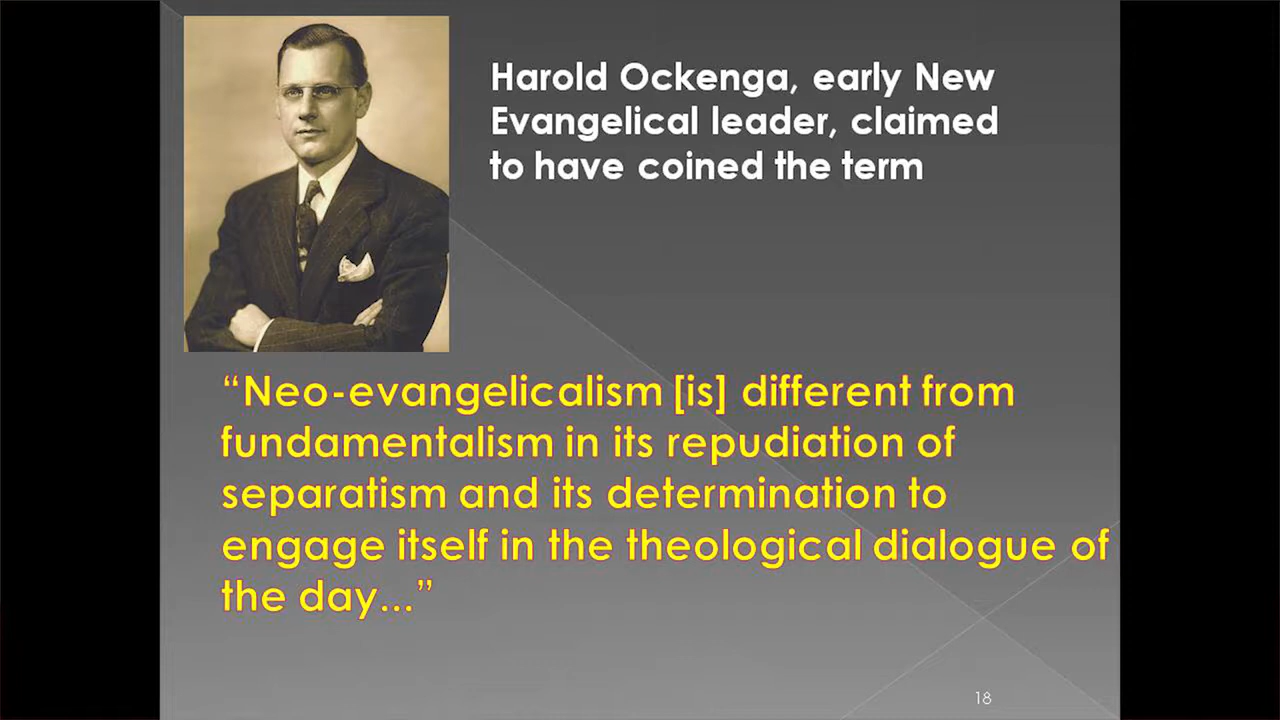 Harold Ockenga, early New
Evangelical leader, claimed
to have coined the term
“Neo-evangelicalism [is] different from
fundamentalism in its repudiation of
separatism and its determination to
engage itself in the theological dialogue of
the day...”
18